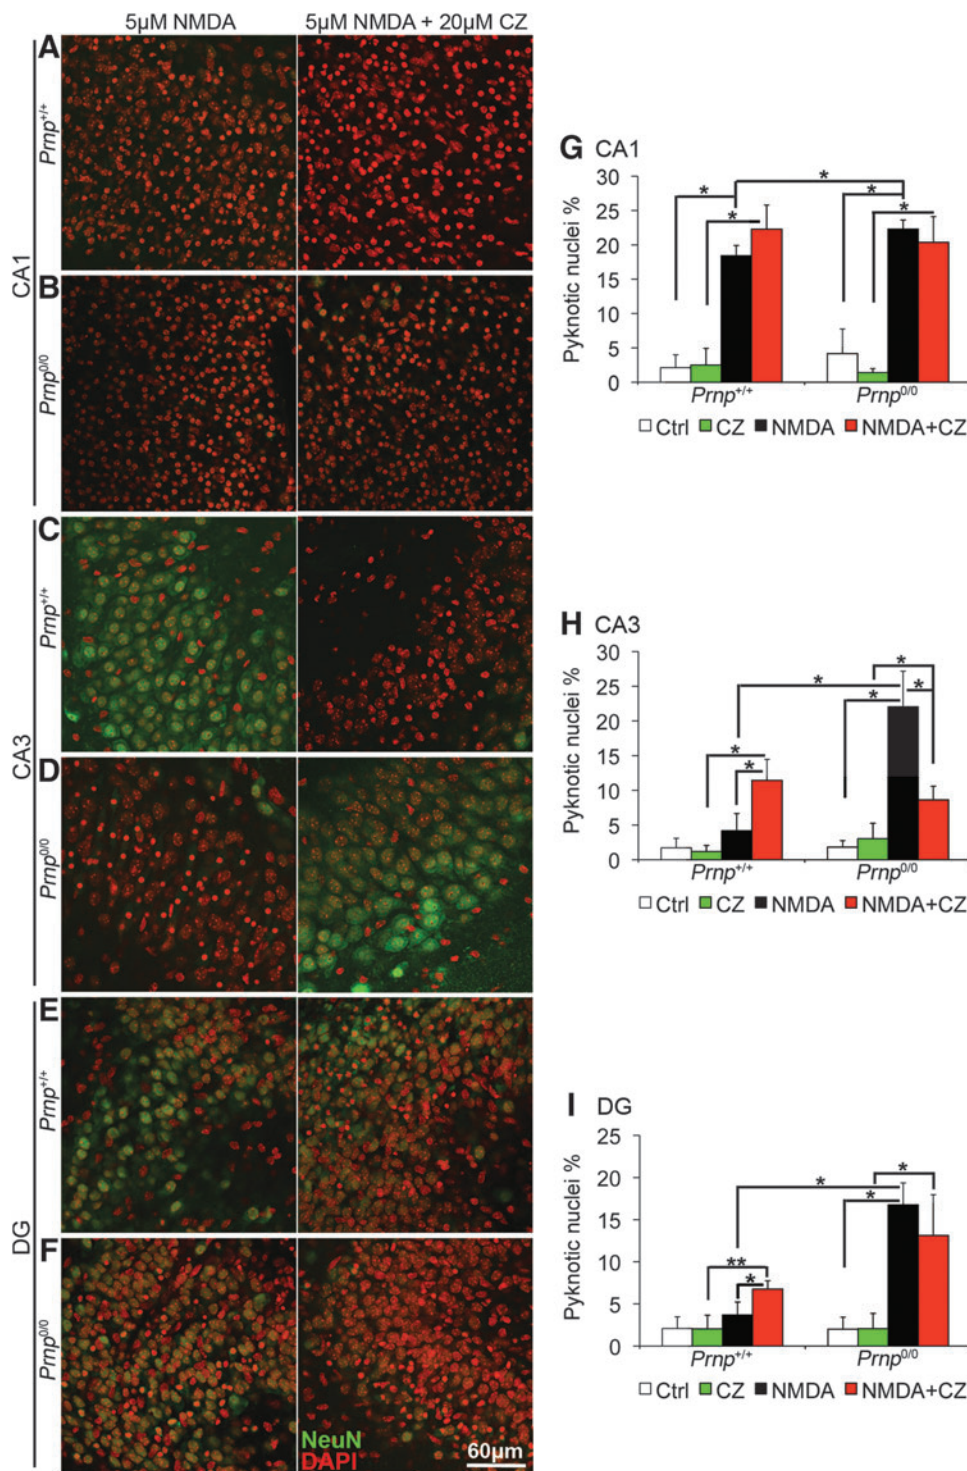 5µM NMDA 5µM NMDA + 20µM CZ
A
CA1
Prnp+/+
B
Prnp0/0
C
CA3
Prnp+/+
D
Prnp0/0
E
DG
Prnp+/+
F
Prnp0/0
NeuN
DAPI
60µm
G CA1
Pyknotic nuclei %
30
25
20
15
10
5
0
* * * * *
Prnp+/+ Prnp0/0
Ctrl CZ NMDA NMDA+CZ
H CA3
Pyknotic nuclei %
30
25
20
15
10
5
0
* * * * * *
Prnp+/+ Prnp0/0
Ctrl CZ NMDA NMDA+CZ
I DG
Pyknotic nuclei %
25
20
15
10
5
0
** * * * *
Prnp+/+ Prnp0/0
Ctrl CZ NMDA NMDA+CZ